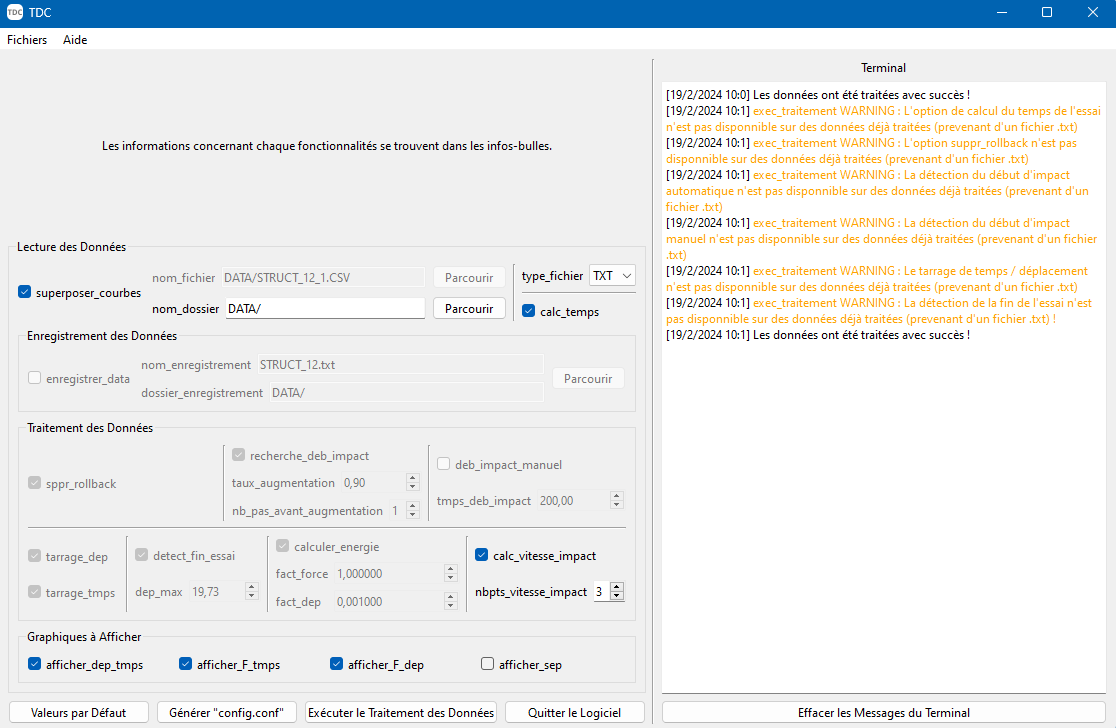 TDC TDC
Fichiers Aide
Les informations concernant chaque fonctionnalités se trouvent dans les infos-bulles.
Lecture des Données
superposer_courbes
nom_fichier DATA/STRUCT_12_1.CSV Parcourir
nom_dossier DATA/ Parcourir
type_fichier TXT
calc_temps
Enregistrement des Données
enregistrer_data
nom_enregistrement STRUCT_12.txt
dossier_enregistrement DATA/
Parcourir
Traitement des Données
sppr_rollback
recherche_deb_impact
taux_augmentation 0,90
nb_pas_avant_augmentation 1
deb_impact_manuel
tmps_deb_impact 200,00
tarrage_dep
tarrage_tmps
detect_fin_essai
dep_max 19,73
calculer_energie
fact_force 1,000000
fact_dep 0,001000
calc_vitesse_impact
nbpts_vitesse_impact 3
Graphiques à Afficher
afficher_dep_tmps afficher_F_tmps afficher_F_dep afficher_sep
Valeurs par Défaut Générer "config.conf" Exécuter le Traitement des Données Quitter le Logiciel
Terminal
[19/2/2024 10:0] Les données ont été traitées avec succès !
[19/2/2024 10:1] exec_traitement WARNING : L'option de calcul du temps de l'essai
n'est pas disponnible sur des données déjà traitées (prevenant d'un fichier .txt)
[19/2/2024 10:1] exec_traitement WARNING : L'option suppr_rollback n'est pas
disponnible sur des données déjà traitées (prevenant d'un fichier .txt)
[19/2/2024 10:1] exec_traitement WARNING : La détection du début d'impact
automatique n'est pas disponnible sur des données déjà traitées (prevenant d'un
fichier .txt)
[19/2/2024 10:1] exec_traitement WARNING : La détection du début d'impact
manuel n'est pas disponnible sur des données déjà traitées (prevenant d'un fichier
.txt)
[19/2/2024 10:1] exec_traitement WARNING : Le tarrage de temps / déplacement
n'est pas disponnible sur des données déjà traitées (prevenant d'un fichier .txt)
[19/2/2024 10:1] exec_traitement WARNING : La détection de la fin de l'essai n'est
pas disponnible sur des données déjà traitées (prevenant d'un fichier .txt) !
[19/2/2024 10:1] Les données ont été traitées avec succès !
Effacer les Messages du Terminal